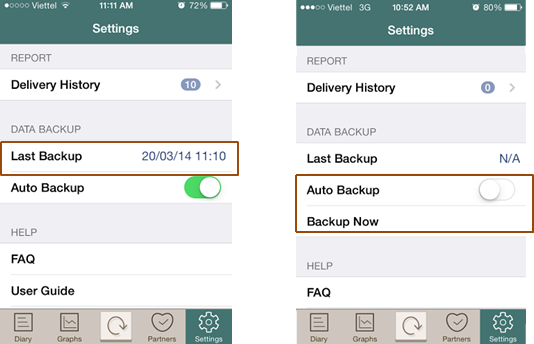 Viettel 11:11 AM 72%
Settings
REPORT
Delivery History 10
DATA BACKUP
Last Backup 20/03/14 11:10
Auto Backup
HELP
FAQ
User Guide
Diary Graphs Partners Settings
Viettel 3G 10:52 AM 80%
Settings
REPORT
Delivery History 0
DATA BACKUP
Last Backup N/A
Auto Backup
Backup Now
HELP
FAQ
Diary Graphs Partners Settings